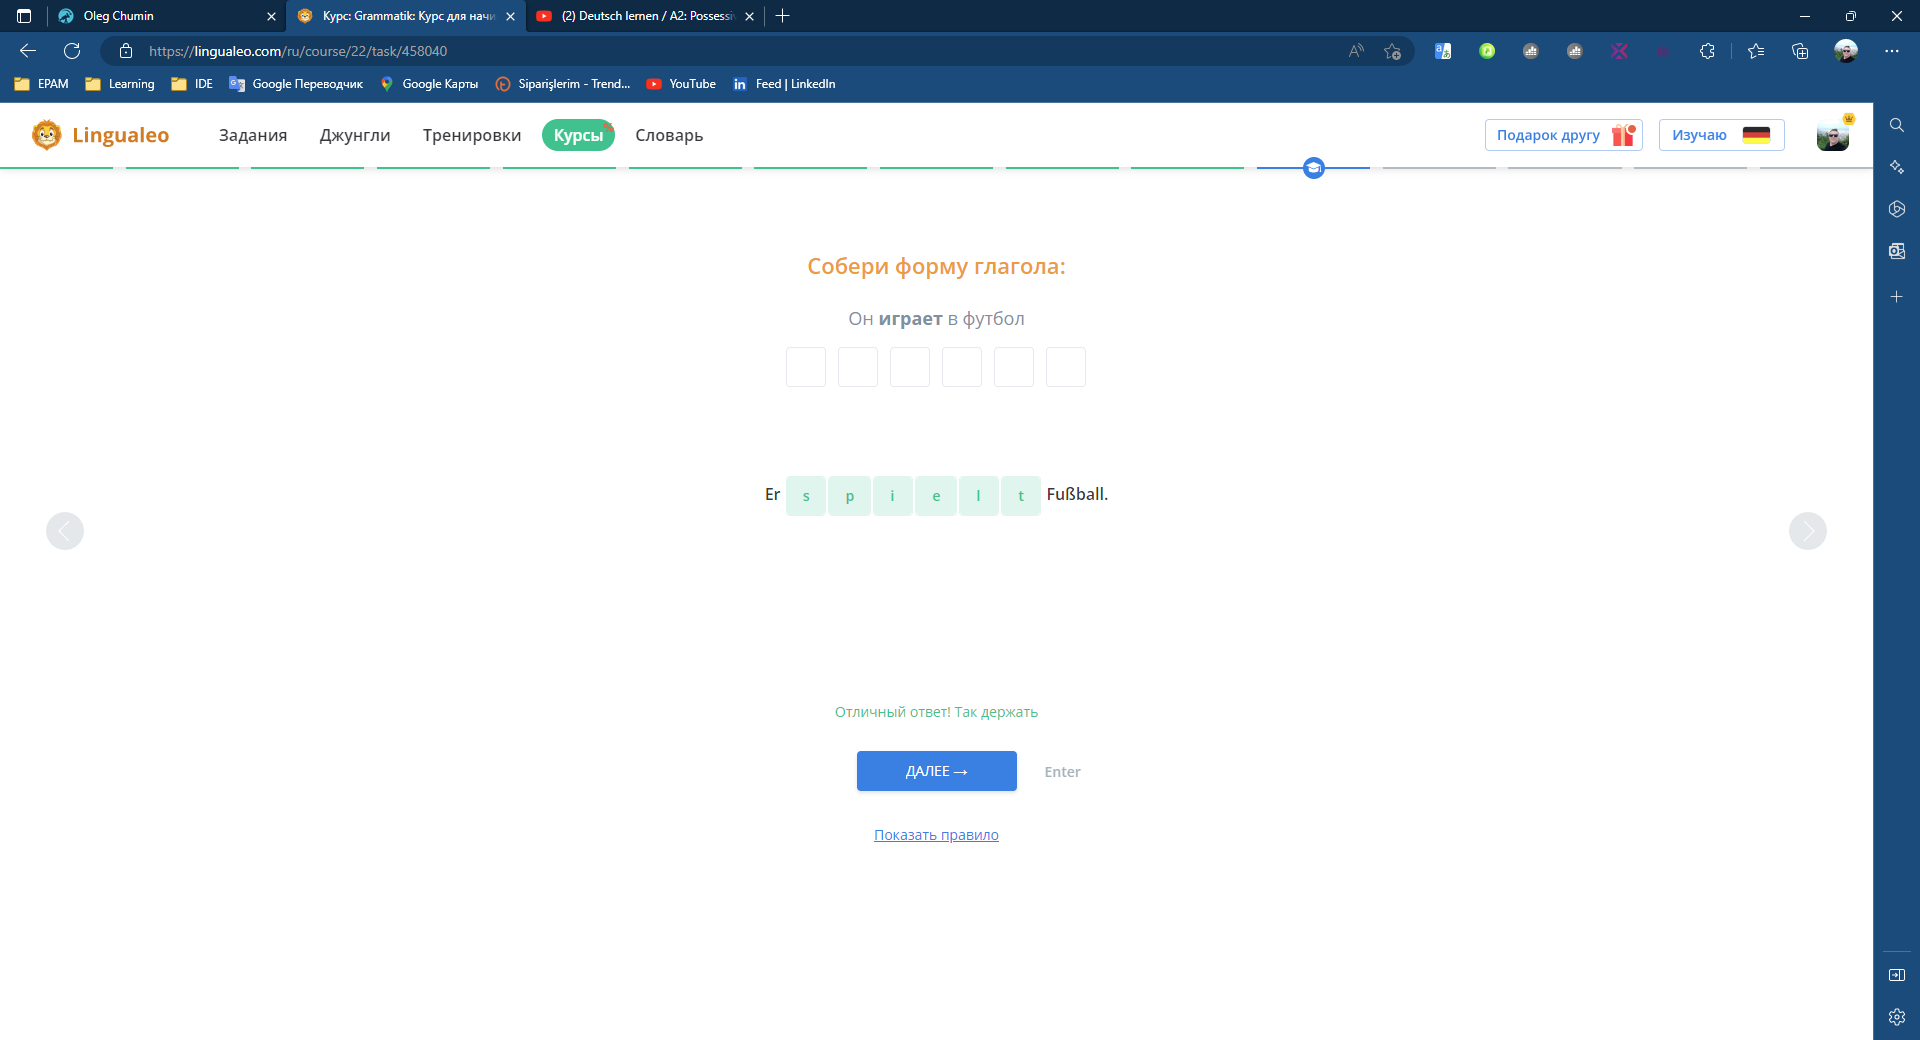 Oleg Chumin
Курс: Grammatik: Курс для начи
(2) Deutsch lernen / A2: Possessiv
https://lingualeo.com/ru/course/22/task/458040
EPAM
Learning
IDE
Google Переводчик
Google Карты
Siparişlerim - Trend...
YouTube
Feed | LinkedIn
Lingualeo
Задания
Джунгли
Тренировки
Курсы
Словарь
Подарок другу
Изучаю
Собери форму глагола:
Он играет в футбол
Er s p i e l t Fußball.
Отличный ответ! Так держать
ДАЛЕЕ →
Enter
Показать правило